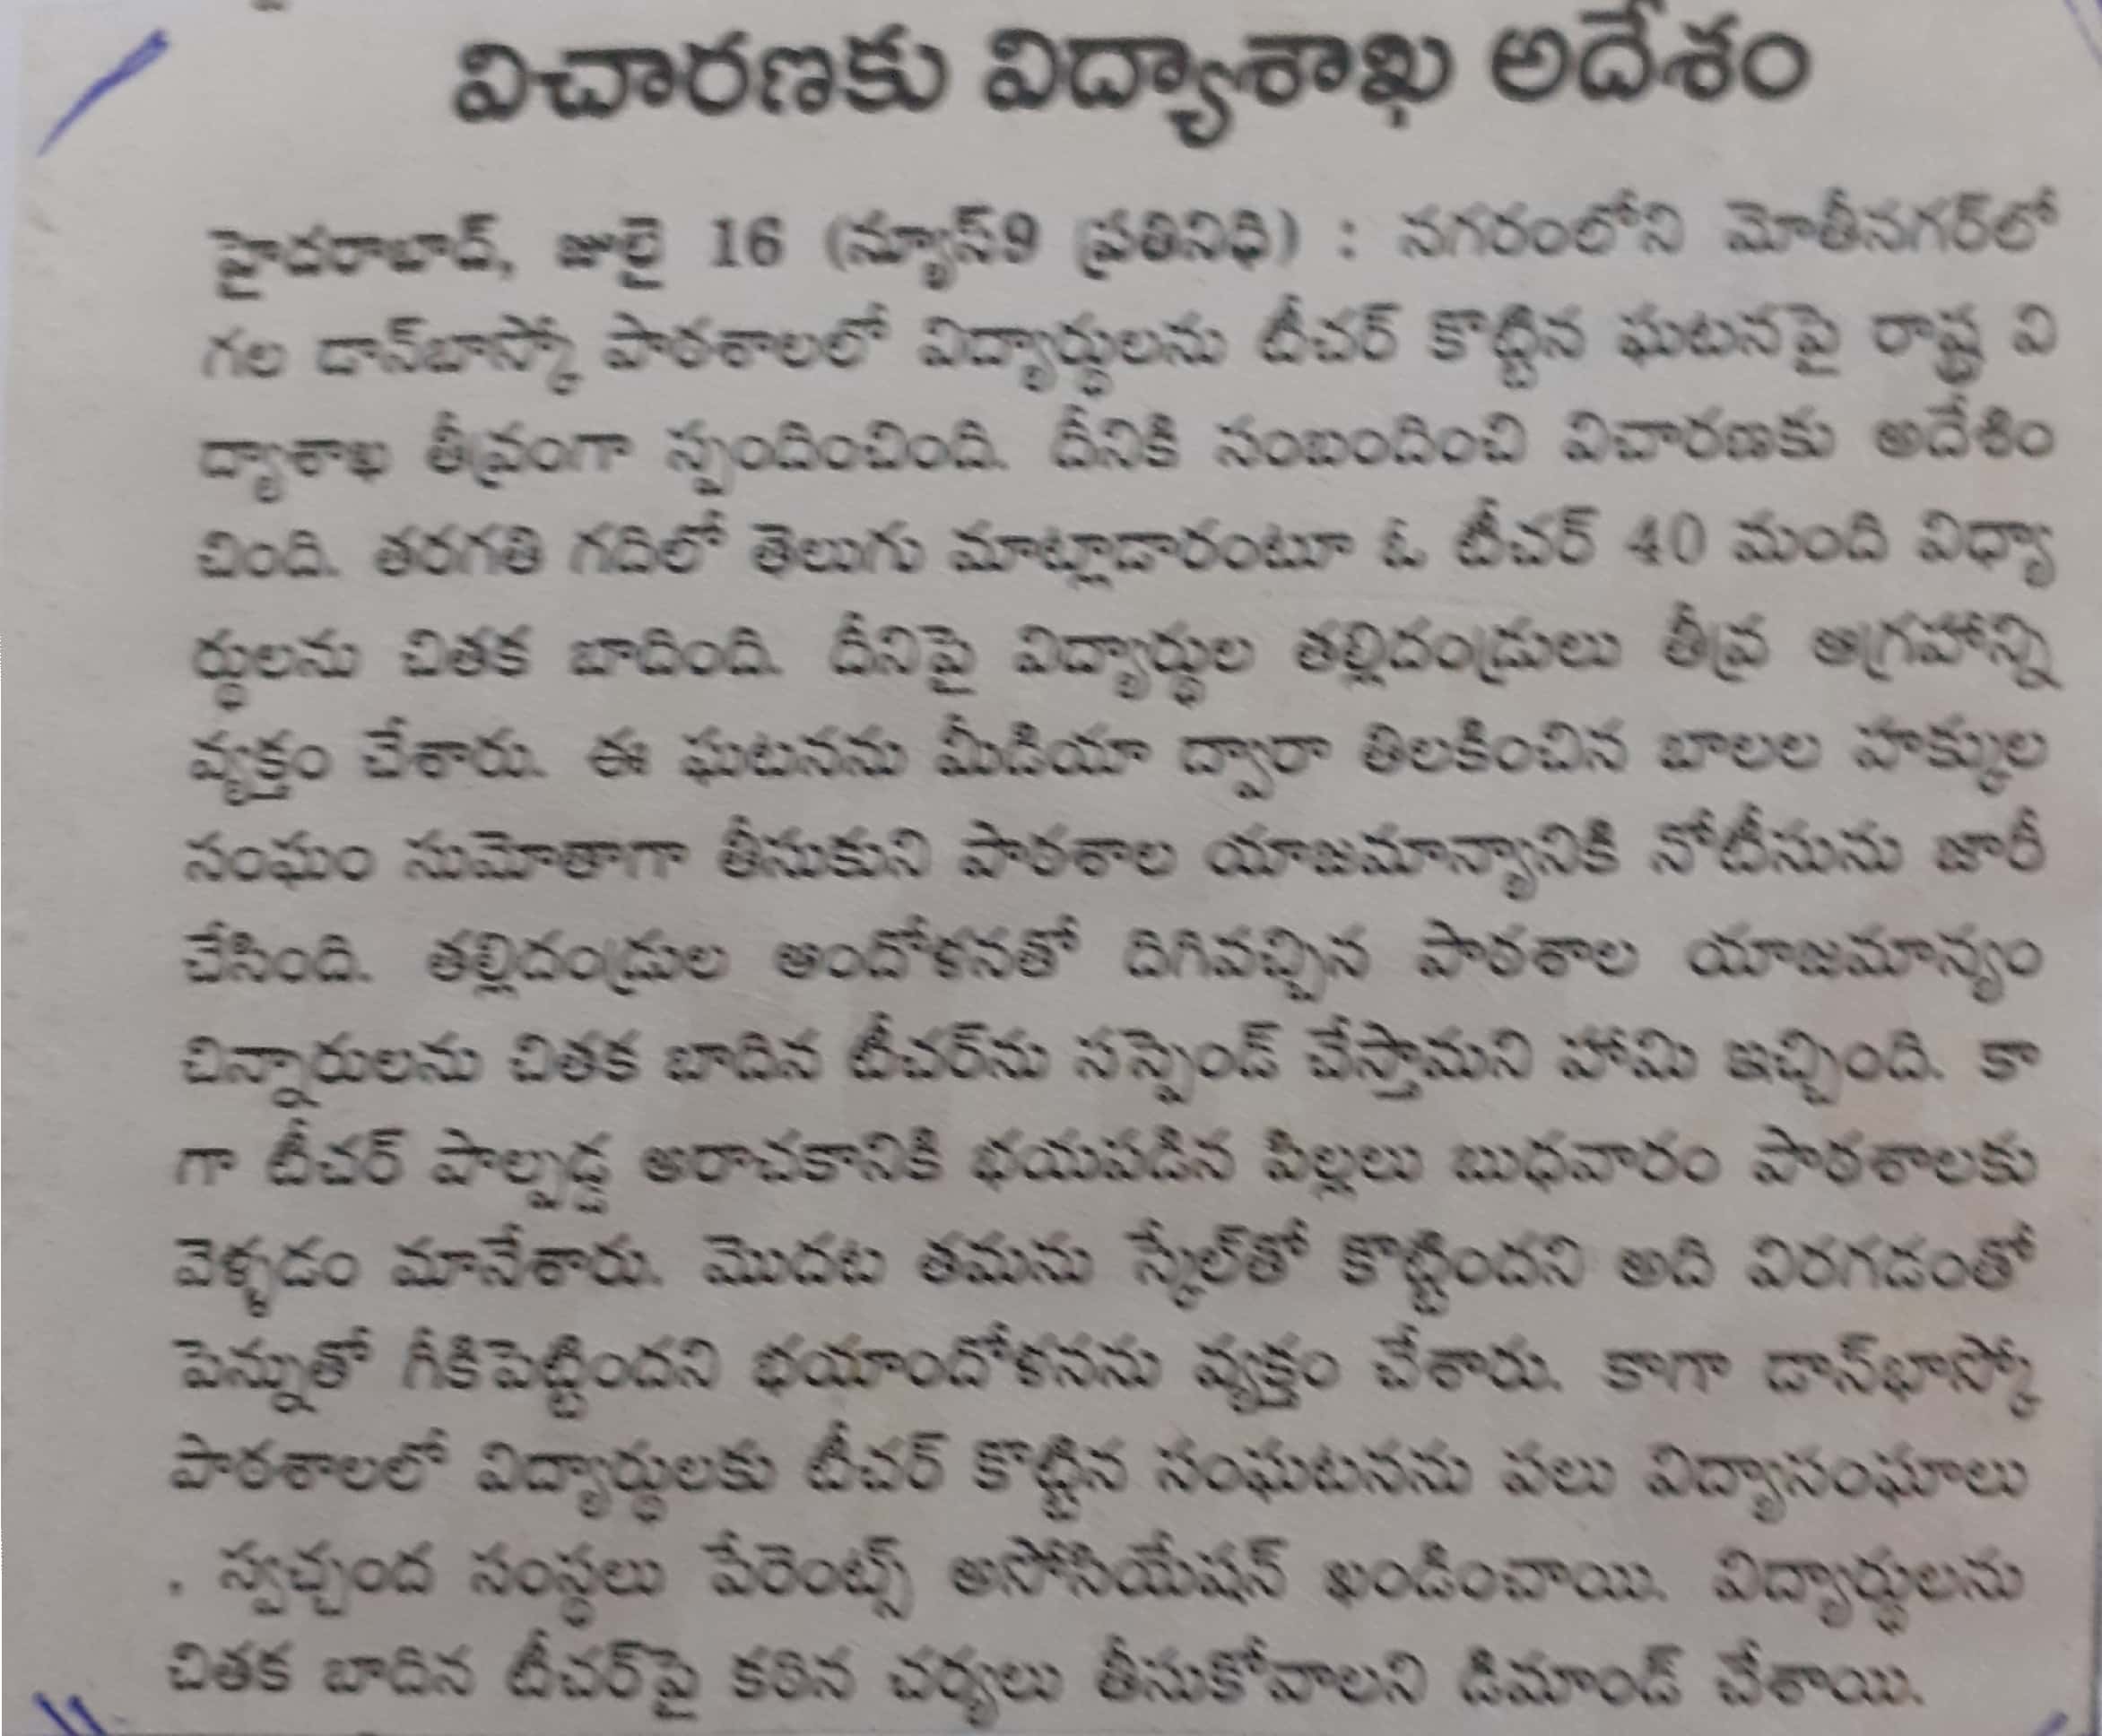 విచారణకు విద్యాశాఖ అదేశం
హైదరాబాద్, జులై 16 (న్యూస్9 ప్రతినిధి) : నగరంలోని మోతీనగర్‌లో
గల డాన్‌బాస్కో పాఠశాలలో విద్యార్థులను టీచర్ కొట్టిన ఘటనపై రాష్ట్ర వి
ద్యాశాఖ తీవ్రంగా స్పందించింది. దీనికి సంబందించి విచారణకు అదేశిం
చింది. తరగతి గదిలో తెలుగు మాట్లాడారంటూ ఓ టీచర్ 40 మంది విధ్యా
ర్థులను చితక బాదింది. దీనిపై విద్యార్థుల తల్లిదండ్రులు తీవ్ర ఆగ్రహాన్ని
వ్యక్తం చేశారు. ఈ ఘటనను మీడియా ద్వారా తిలకించిన బాలల హక్కుల
సంఘం సుమోతాగా తీసుకుని పాఠశాల యాజమాన్యానికి నోటీసును జారీ
చేసింది. తల్లిదండ్రుల ఆందోళనతో దిగివచ్చిన పాఠశాల యాజమాన్యం
చిన్నారులను చితక బాదిన టీచర్‌ను సస్పెండ్ చేస్తామని హామి ఇచ్చింది. కా
గా టీచర్ పాల్పడ్డ అరాచకానికి భయపడిన పిల్లలు బుధవారం పాఠశాలకు
వెళ్ళడం మానేశారు. మొదట తమను స్కేల్‌తో కొట్టిందని అది విరగడంతో
పెన్నుతో గీకిపెట్టిందని భయాందోళనను వ్యక్తం చేశారు. కాగా డాన్‌భాస్కో
పాఠశాలలో విద్యార్థులకు టీచర్ కొట్టిన సంఘటనను పలు విద్యాసంఘాలు
. స్వచ్చంద సంస్థలు పేరెంట్స్ అసోసియేషన్ ఖండించాయి. విద్యార్థులను
చితక బాదిన టీచర్‌పై కఠిన చర్యలు తీసుకోవాలని డిమాండ్ చేశాయి.